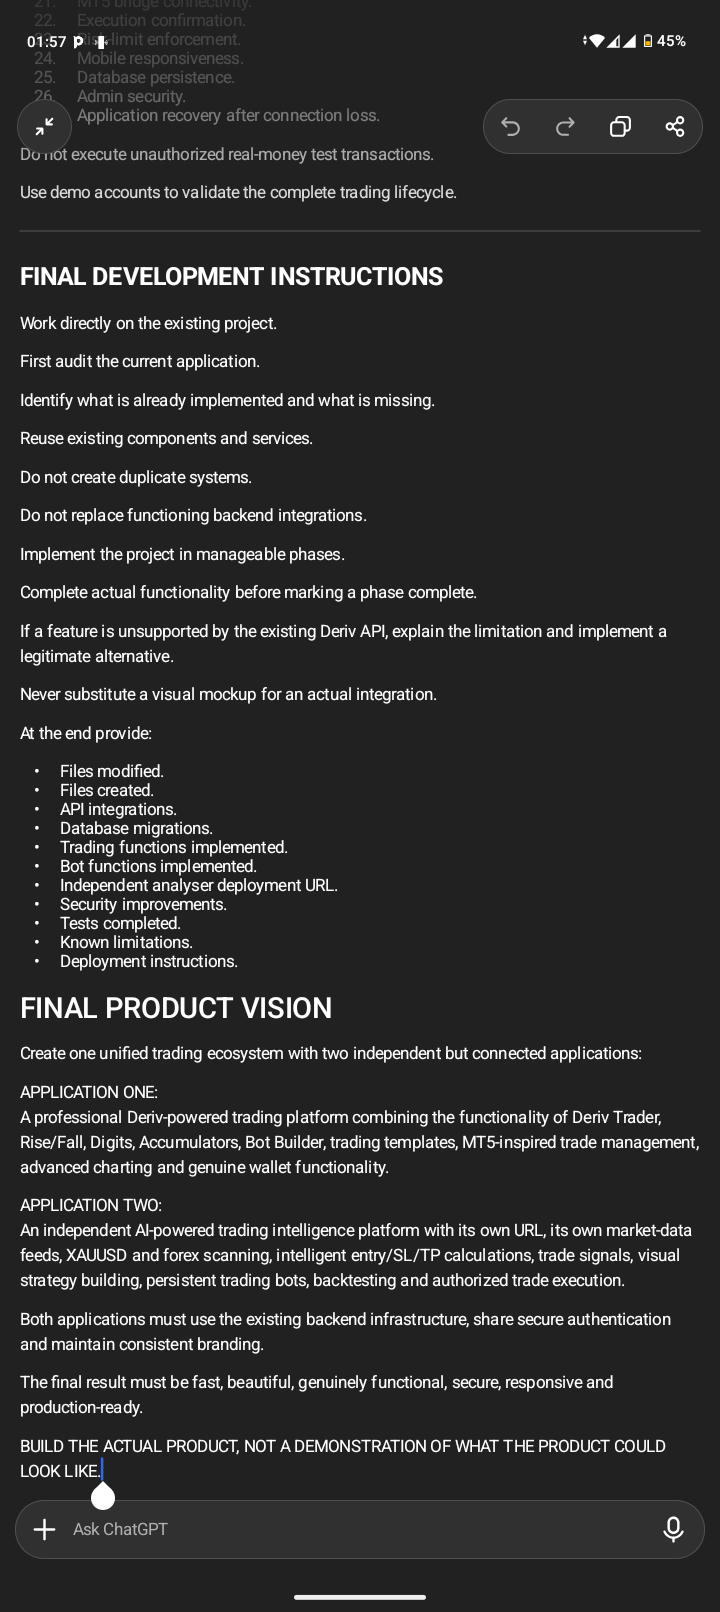 21. MT5 bridge connectivity.
22. Execution confirmation.
01:57
23. Risk-limit enforcement.
45%
24. Mobile responsiveness.
25. Database persistence.
26. Admin security.
Application recovery after connection loss.
Do not execute unauthorized real-money test transactions.
Use demo accounts to validate the complete trading lifecycle.
FINAL DEVELOPMENT INSTRUCTIONS
Work directly on the existing project.
First audit the current application.
Identify what is already implemented and what is missing.
Reuse existing components and services.
Do not create duplicate systems.
Do not replace functioning backend integrations.
Implement the project in manageable phases.
Complete actual functionality before marking a phase complete.
If a feature is unsupported by the existing Deriv API, explain the limitation and implement a
legitimate alternative.
Never substitute a visual mockup for an actual integration.
At the end provide:
• Files modified.
• Files created.
• API integrations.
• Database migrations.
• Trading functions implemented.
• Bot functions implemented.
• Independent analyser deployment URL.
• Security improvements.
• Tests completed.
• Known limitations.
• Deployment instructions.
FINAL PRODUCT VISION
Create one unified trading ecosystem with two independent but connected applications:
APPLICATION ONE:
A professional Deriv-powered trading platform combining the functionality of Deriv Trader,
Rise/Fall, Digits, Accumulators, Bot Builder, trading templates, MT5-inspired trade management,
advanced charting and genuine wallet functionality.
APPLICATION TWO:
An independent AI-powered trading intelligence platform with its own URL, its own market-data
feeds, XAUUSD and forex scanning, intelligent entry/SL/TP calculations, trade signals, visual
strategy building, persistent trading bots, backtesting and authorized trade execution.
Both applications must use the existing backend infrastructure, share secure authentication
and maintain consistent branding.
The final result must be fast, beautiful, genuinely functional, secure, responsive and
production-ready.
BUILD THE ACTUAL PRODUCT, NOT A DEMONSTRATION OF WHAT THE PRODUCT COULD
LOOK LIKE.
Ask ChatGPT